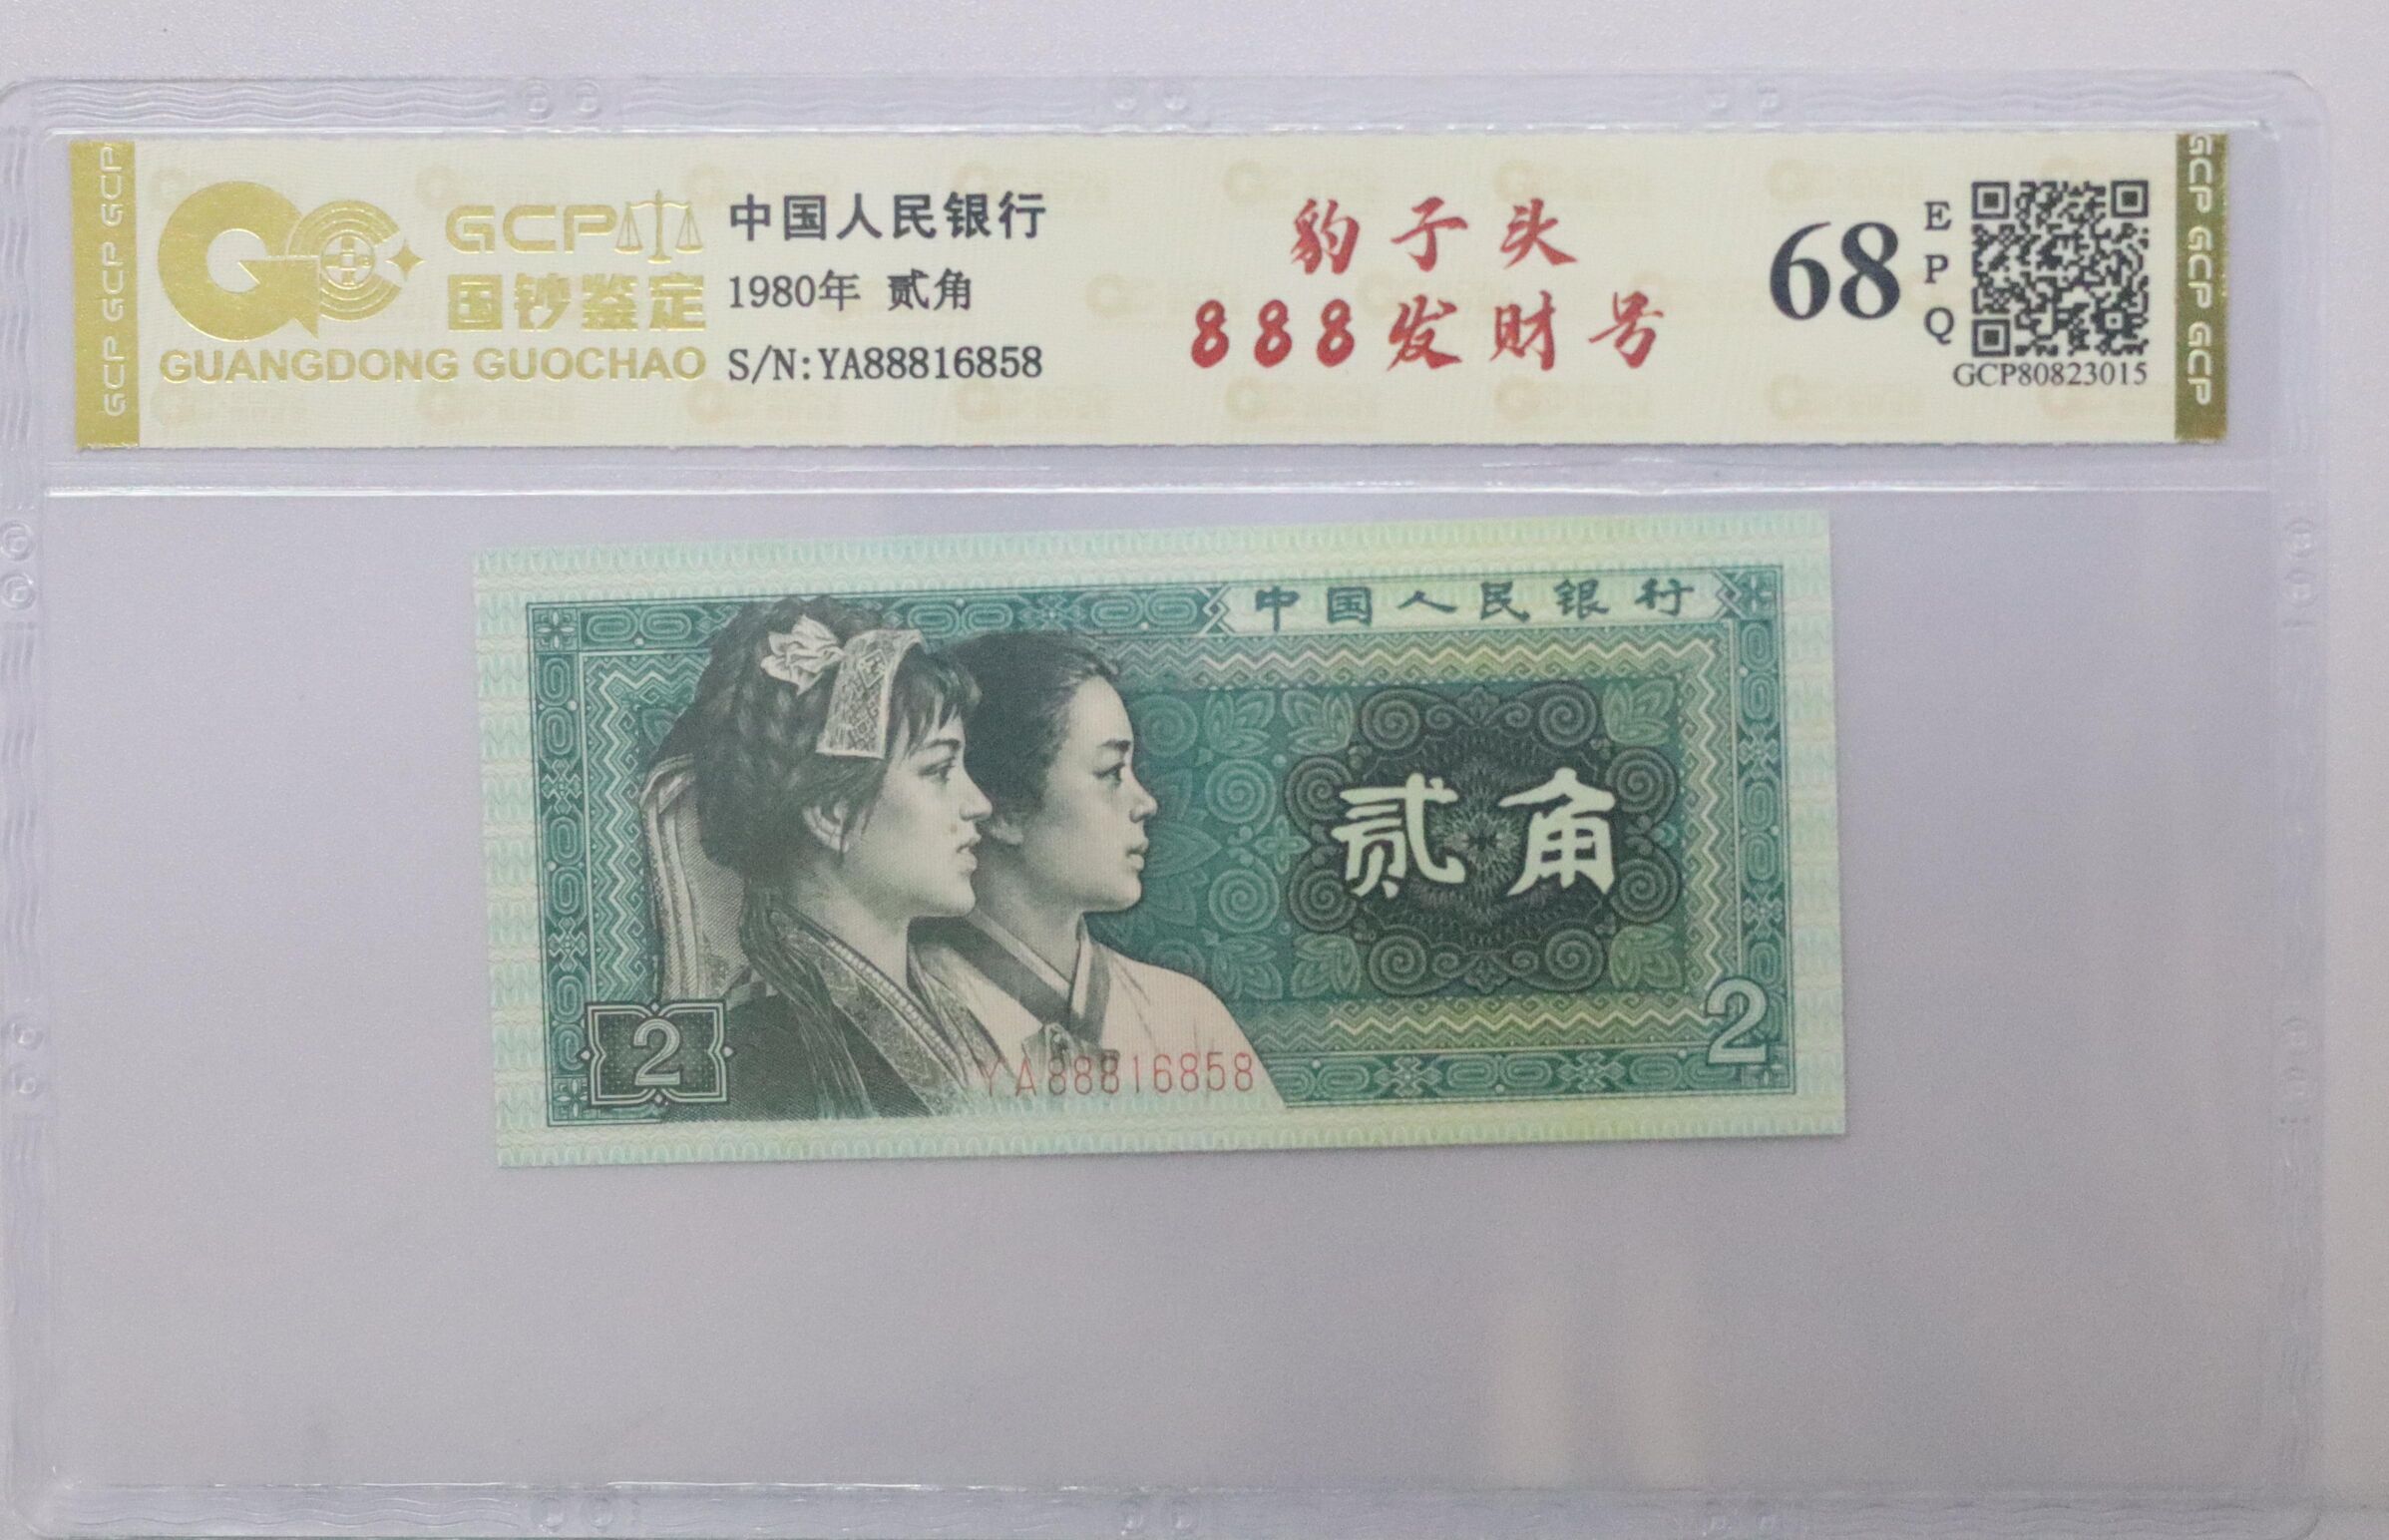 GCP GCP GCP
GCP
国钞鉴定
GUANGDONG GUOCHAO
中国人民银行
1980年 贰角
S/N:YA88816858
豹子头
888发财号
68
EPQ
GCP80823015
GCP GCP GCP
中国人民银行
贰角
2
2
YA88816858